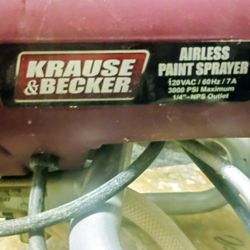 KRAUSE
& BECKER
AIRLESS
PAINT SPRAYER
120VAC / 60Hz / 7A
3000 PSI Maximum
1/4"-NPS Outlet